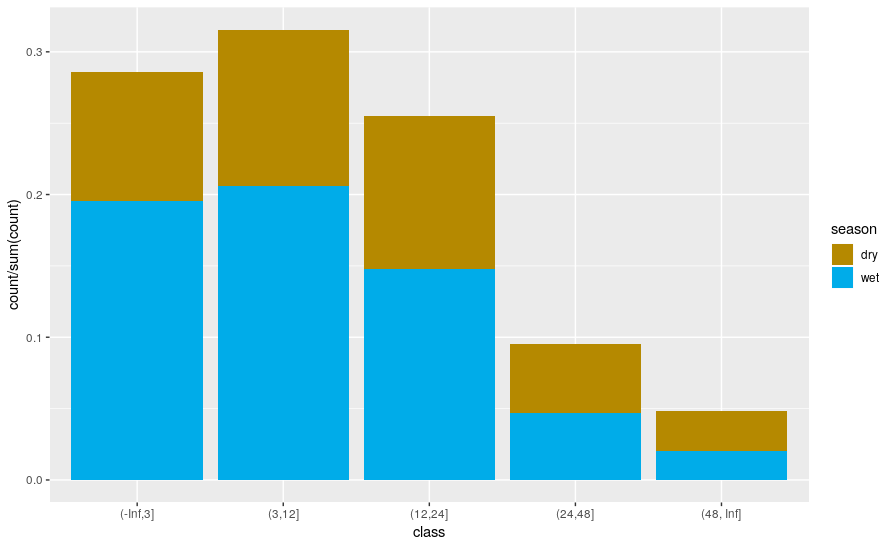 count/sum(count)
0.3
0.2
0.1
0.0
(-Inf,3]
(3,12]
(12,24]
(24,48]
(48, Inf]
class
season
dry
wet